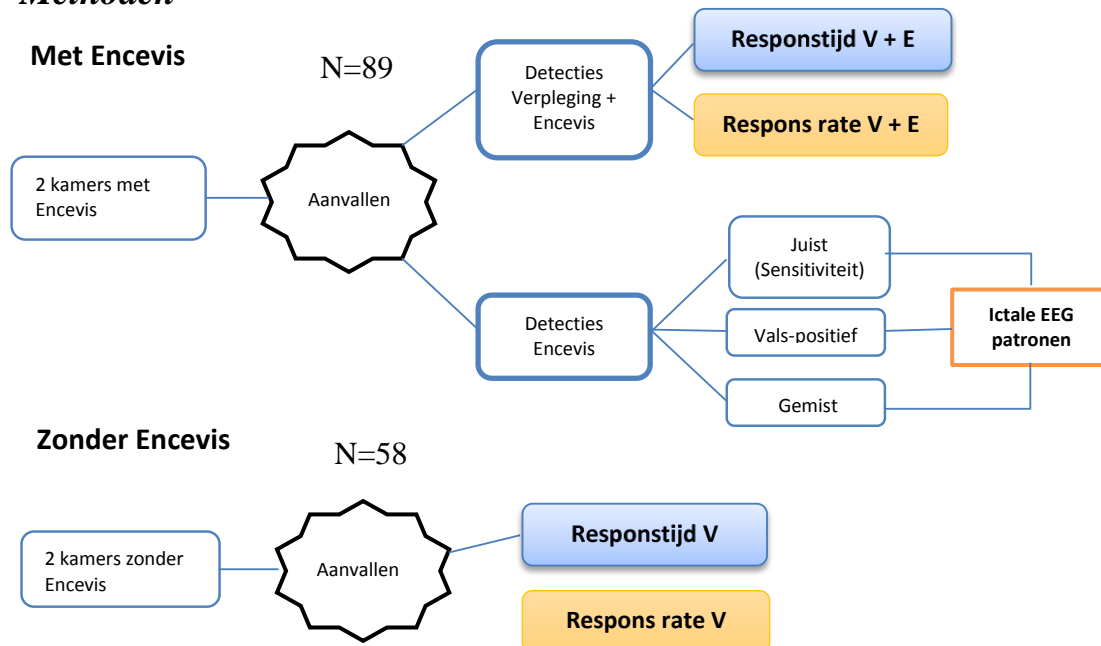 Methoden
Met Encevis
N=89
2 kamers met
Encevis
Aanvallen
Detecties
Verpleging +
Encevis
Responstijd V + E
Respons rate V + E
Detecties
Encevis
Juist
(Sensitiviteit)
Vals-positief
Gemist
Ictale EEG
patronen
Zonder Encevis
N=58
2 kamers zonder
Encevis
Aanvallen
Responstijd V
Respons rate V